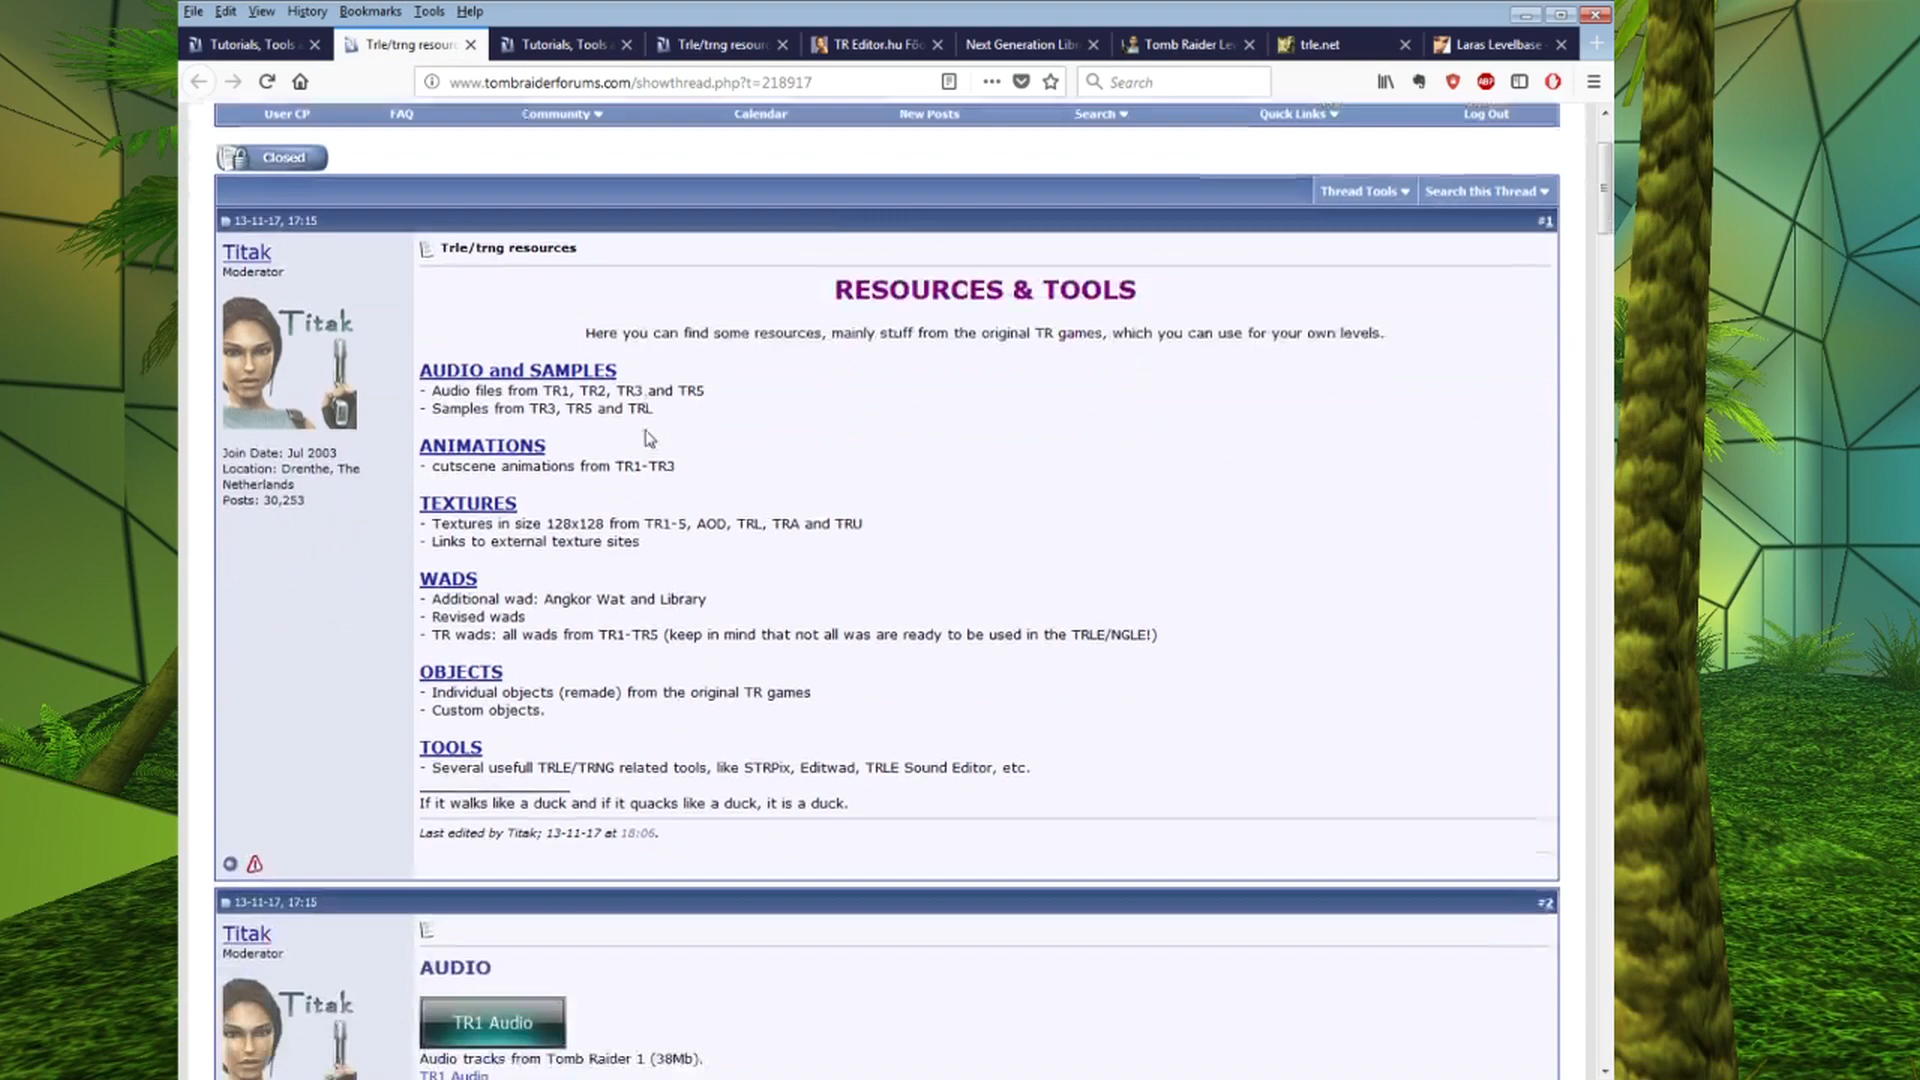 File Edit View History Bookmarks Tools Help
Tutorials, Tools Trle/trng resourc Tutorials, Tools Trle/trng resourc TR Editor.hu Fő Next Generation Lib Tomb Raider Le trle.net Laras Levelbase
www.tombraiderforums.com/showthread.php?t=218917 Search
User CP FAQ Community Calendar New Posts Search Quick Links Log Out
Closed
Thread Tools Search this Thread
13-11-17, 17:15 #1
Titak
Moderator
Titak
Join Date: Jul 2003
Location: Drenthe, The
Netherlands
Posts: 30,253
Trle/trng resources
RESOURCES & TOOLS
Here you can find some resources, mainly stuff from the original TR games, which you can use for your own levels.
AUDIO and SAMPLES
- Audio files from TR1, TR2, TR3 and TR5
- Samples from TR3, TR5 and TRL
ANIMATIONS
- cutscene animations from TR1-TR3
TEXTURES
- Textures in size 128x128 from TR1-5, AOD, TRL, TRA and TRU
- Links to external texture sites
WADS
- Additional wad: Angkor Wat and Library
- Revised wads
- TR wads: all wads from TR1-TR5 (keep in mind that not all was are ready to be used in the TRLE/NGLE!)
OBJECTS
- Individual objects (remade) from the original TR games
- Custom objects.
TOOLS
- Several usefull TRLE/TRNG related tools, like STRPix, Editwad, TRLE Sound Editor, etc.
If it walks like a duck and if it quacks like a duck, it is a duck.
Last edited by Titak; 13-11-17 at 18:06.
13-11-17, 17:15 #2
Titak
Moderator
Titak
AUDIO
TR1 Audio
Audio tracks from Tomb Raider 1 (38Mb).
TR1 Audio